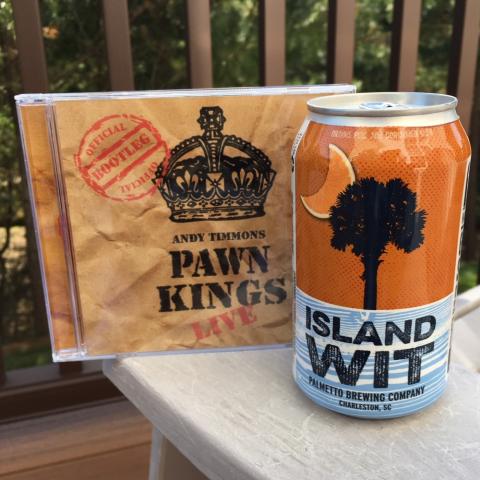 OFFICIAL
BOOTLEG
OFFICIAL
ANDY TIMMONS
PAWN
KINGS
LIVE
ISLAND
WIT
PALMETTO BREWING COMPANY
CHARLESTON, SC